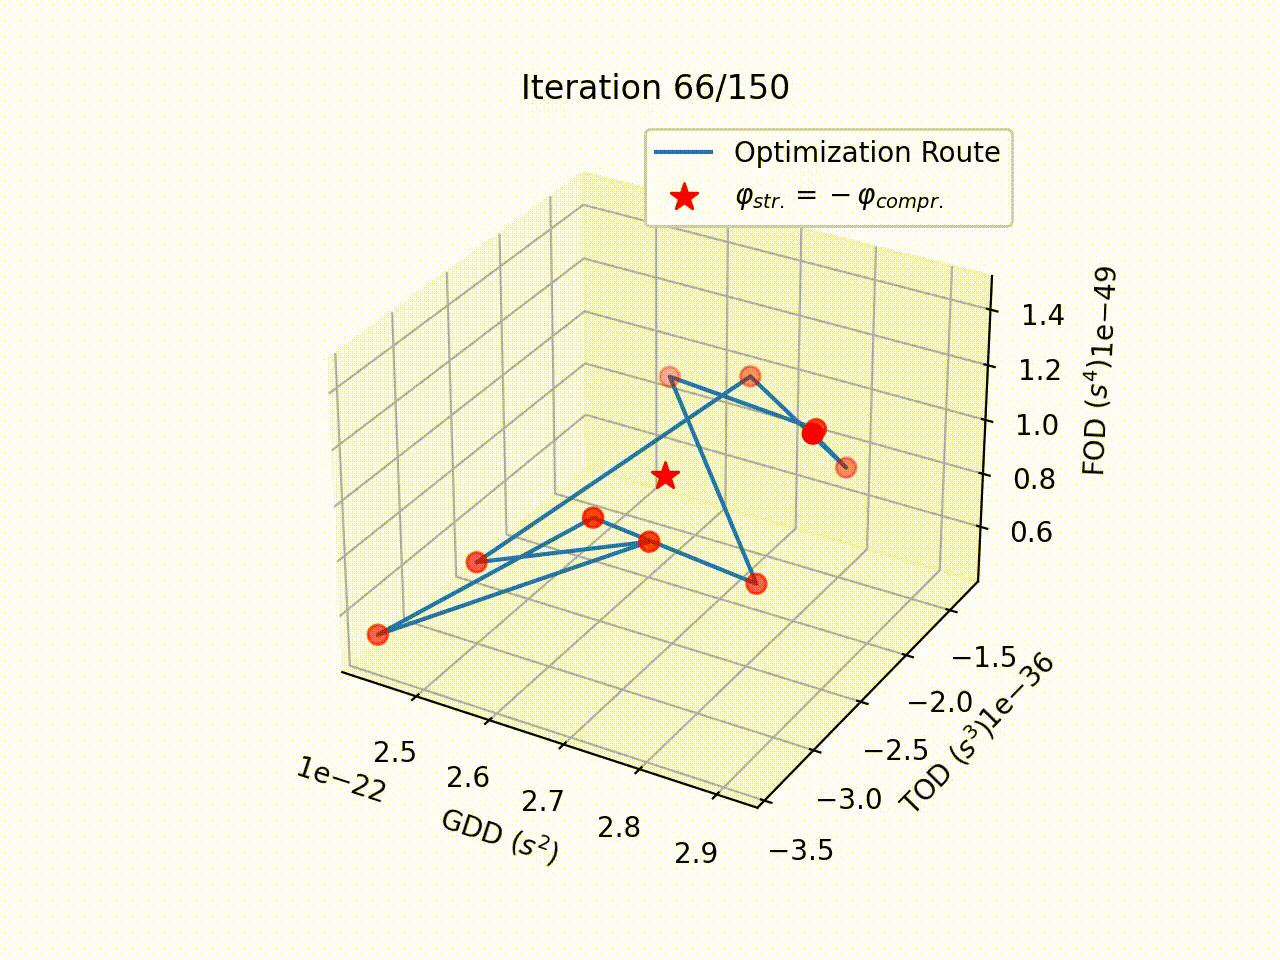 Iteration 66/150
Optimization Route
φstr. = −φcompr.
1.4
1.2
1.0
0.8
0.6
FOD (s⁴)1e−49
−1.5
−2.0
−2.5
−3.0
−3.5
TOD (s³)1e−36
2.5
2.6
2.7
2.8
2.9
1e−22
GDD (s²)